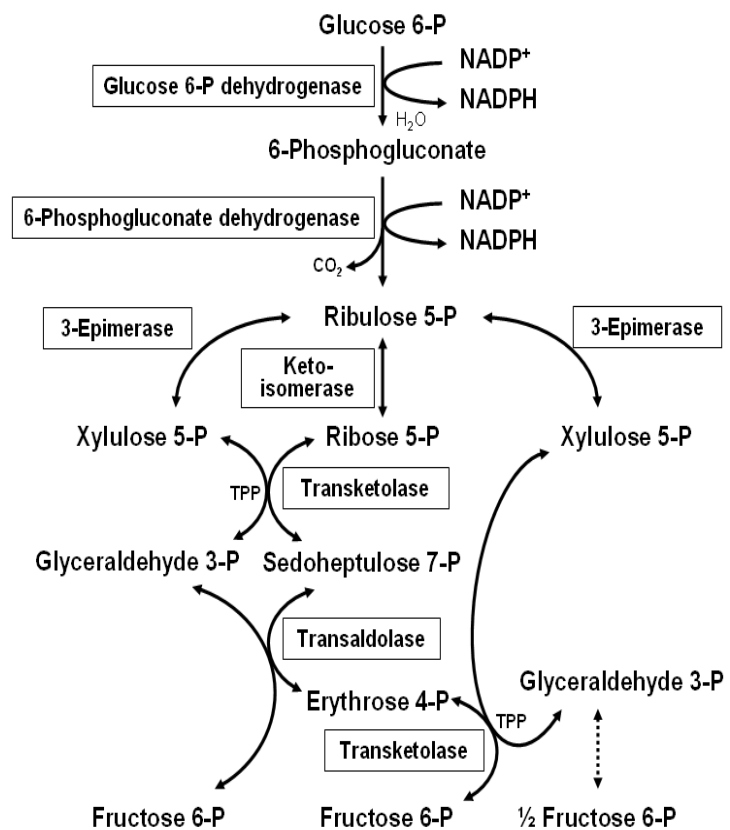 Glucose 6-P
NADP⁺
Glucose 6-P dehydrogenase
NADPH
H₂O
6-Phosphogluconate
NADP⁺
6-Phosphogluconate dehydrogenase
NADPH
CO₂
3-Epimerase
Ribulose 5-P
3-Epimerase
Keto-
isomerase
Xylulose 5-P
Ribose 5-P
Xylulose 5-P
TPP
Transketolase
Glyceraldehyde 3-P
Sedoheptulose 7-P
Transaldolase
Glyceraldehyde 3-P
Erythrose 4-P
TPP
Transketolase
Fructose 6-P
Fructose 6-P
½ Fructose 6-P